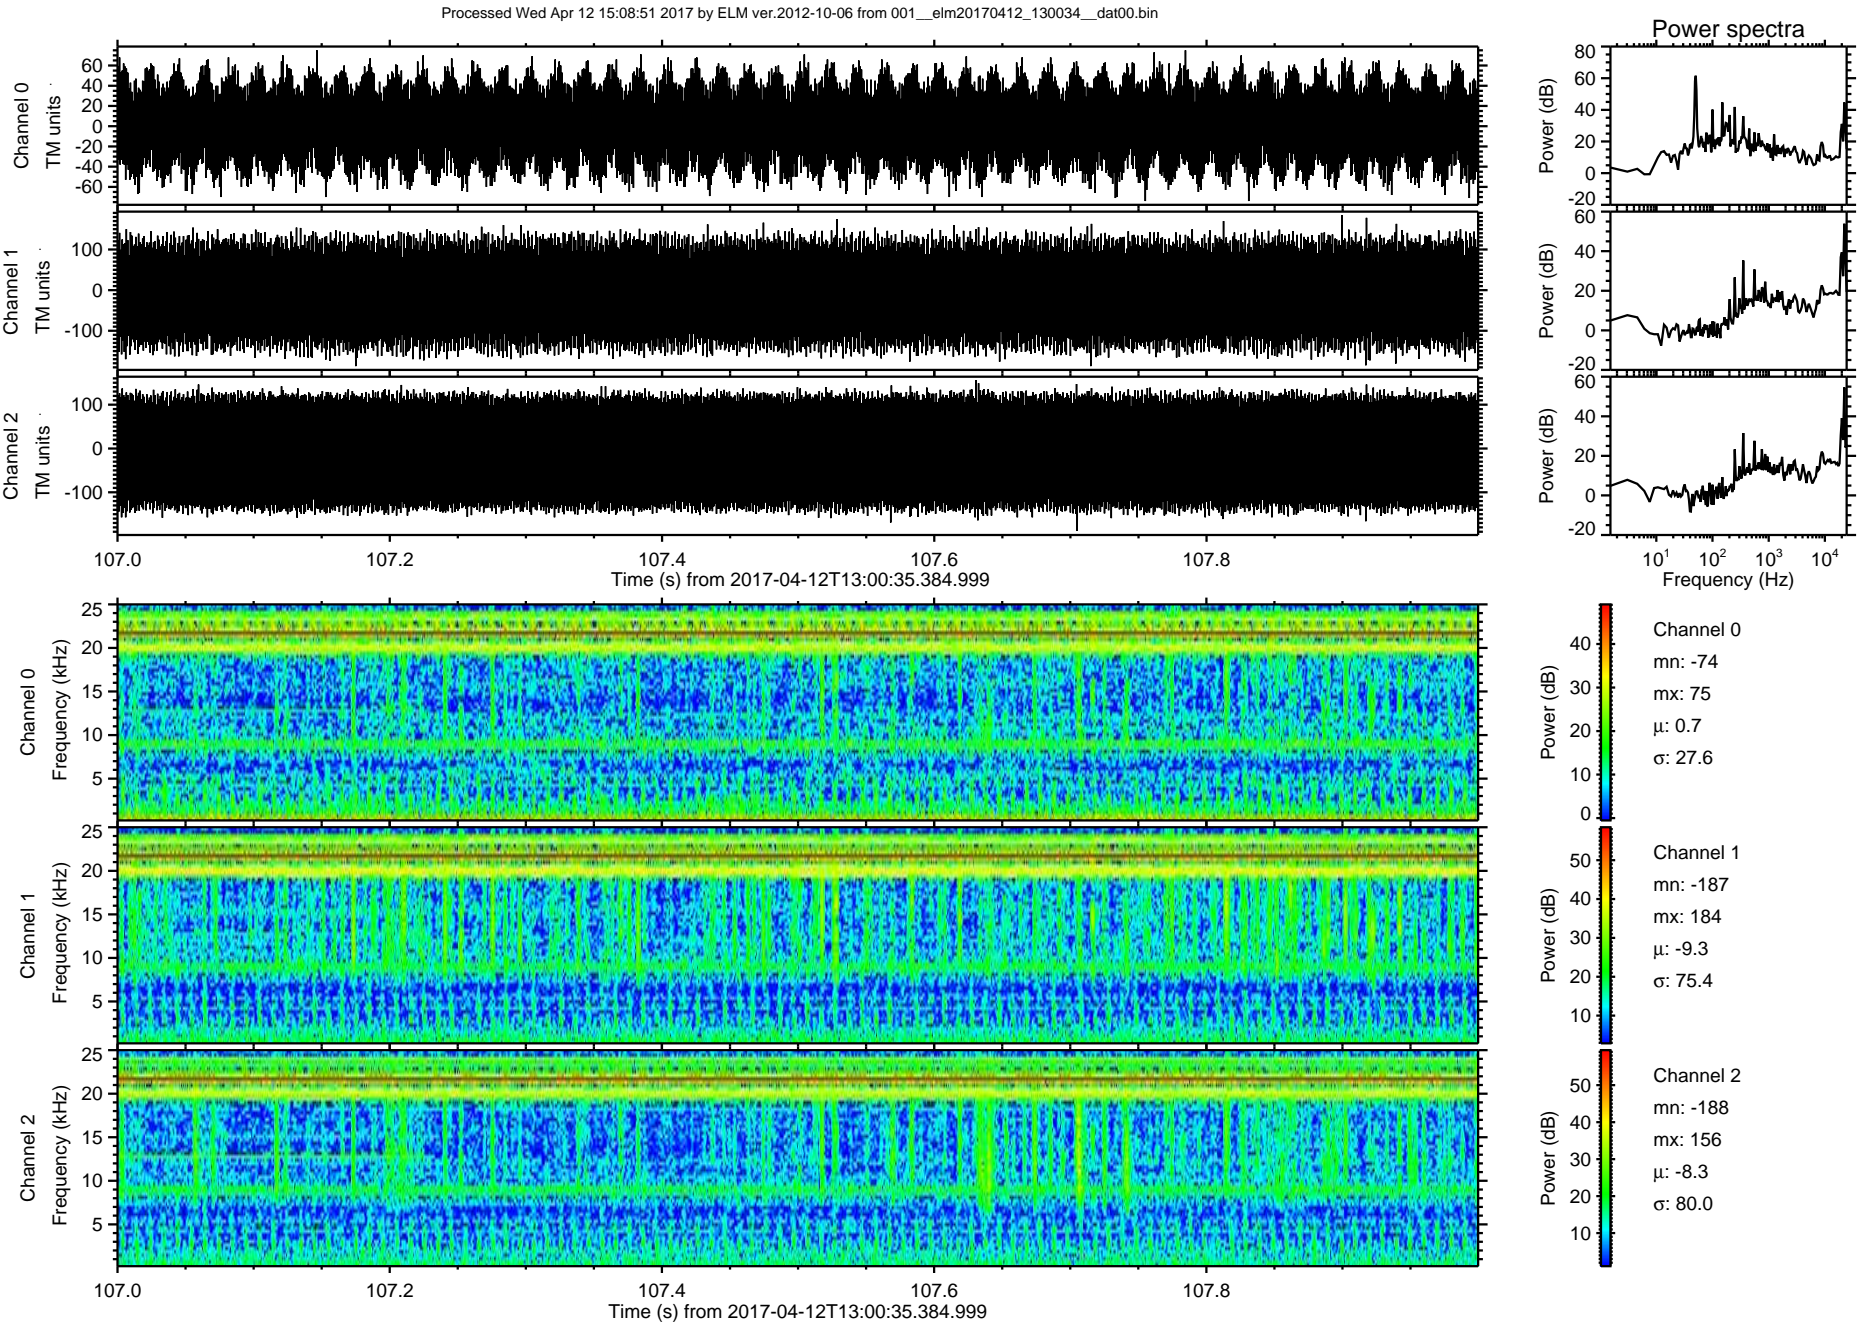 Processed Wed Apr 12 15:08:51 2017 by ELM ver.2012-10-06 from 001__elm20170412_130034__dat00.bin
Power spectra
Channel 0
TM units
60
40
20
0
-20
-40
-60
Power (dB)
80
60
40
20
0
-20
Channel 1
TM units
100
0
-100
Power (dB)
60
40
20
0
-20
Channel 2
TM units
100
0
-100
Power (dB)
60
40
20
0
-20
107.0 107.2 107.4 107.6 107.8
Time (s) from 2017-04-12T13:00:35.384.999
10¹ 10² 10³ 10⁴
Frequency (Hz)
Channel 0
Frequency (kHz)
25
20
15
10
5
Power (dB)
40
30
20
10
0
Channel 0
mn: -74
mx: 75
μ: 0.7
σ: 27.6
Channel 1
Frequency (kHz)
25
20
15
10
5
Power (dB)
50
40
30
20
10
Channel 1
mn: -187
mx: 184
μ: -9.3
σ: 75.4
Channel 2
Frequency (kHz)
25
20
15
10
5
Power (dB)
50
40
30
20
10
Channel 2
mn: -188
mx: 156
μ: -8.3
σ: 80.0
107.0 107.2 107.4 107.6 107.8
Time (s) from 2017-04-12T13:00:35.384.999